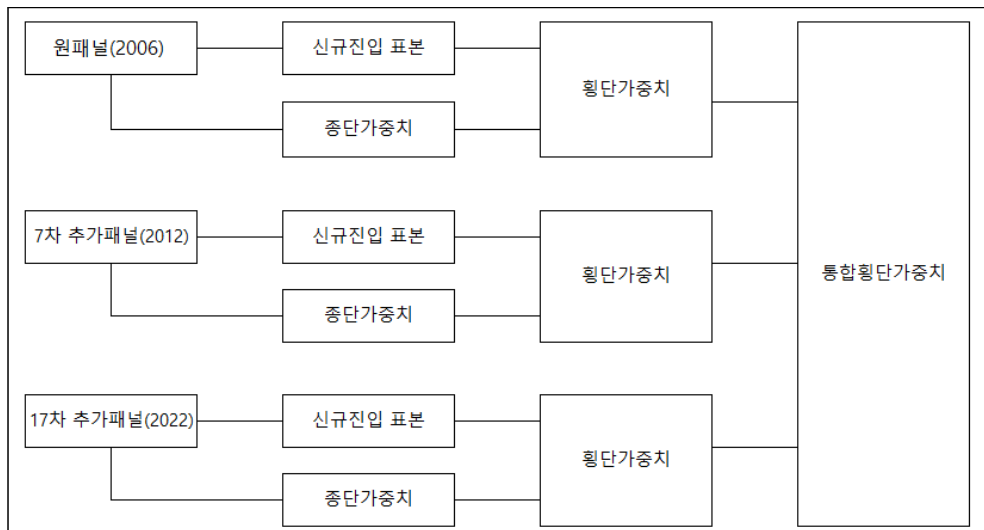 원패널(2006)
신규진입 표본
종단가중치
횡단가중치
7차 추가패널(2012)
신규진입 표본
종단가중치
횡단가중치
17차 추가패널(2022)
신규진입 표본
종단가중치
횡단가중치
통합횡단가중치